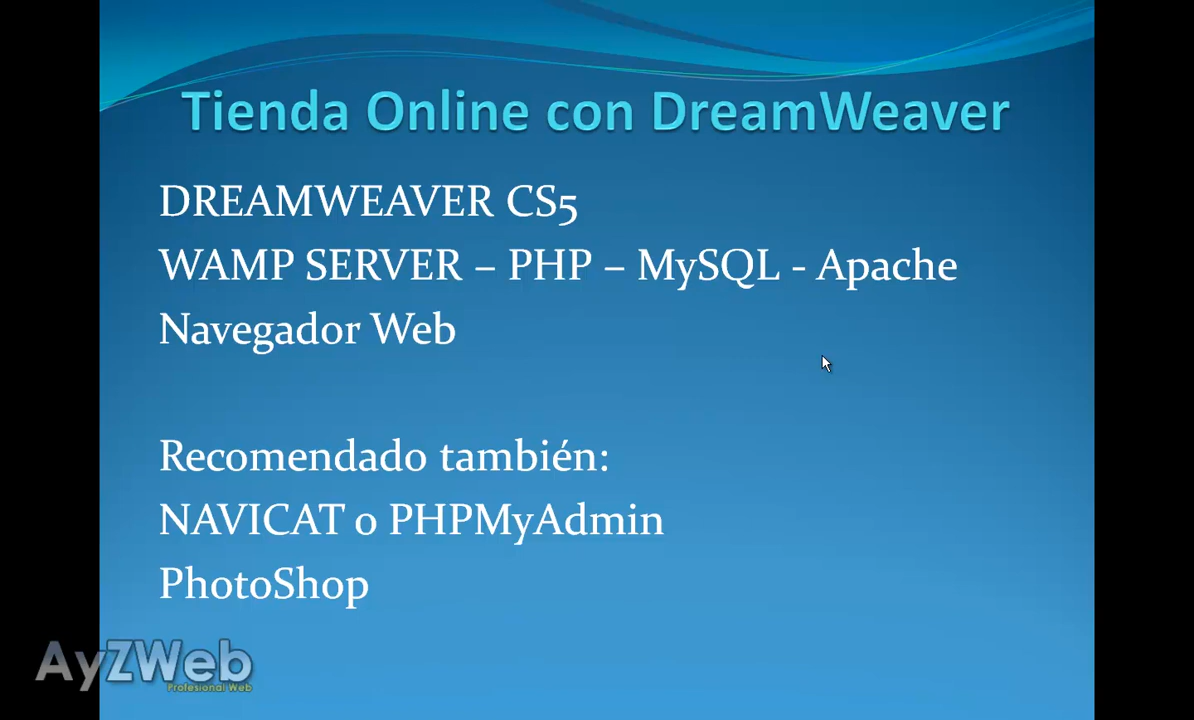 Tienda Online con DreamWeaver
DREAMWEAVER CS5
WAMP SERVER – PHP – MySQL - Apache
Navegador Web
Recomendado también:
NAVICAT o PHPMyAdmin
PhotoShop
AyZWeb
Profesional Web